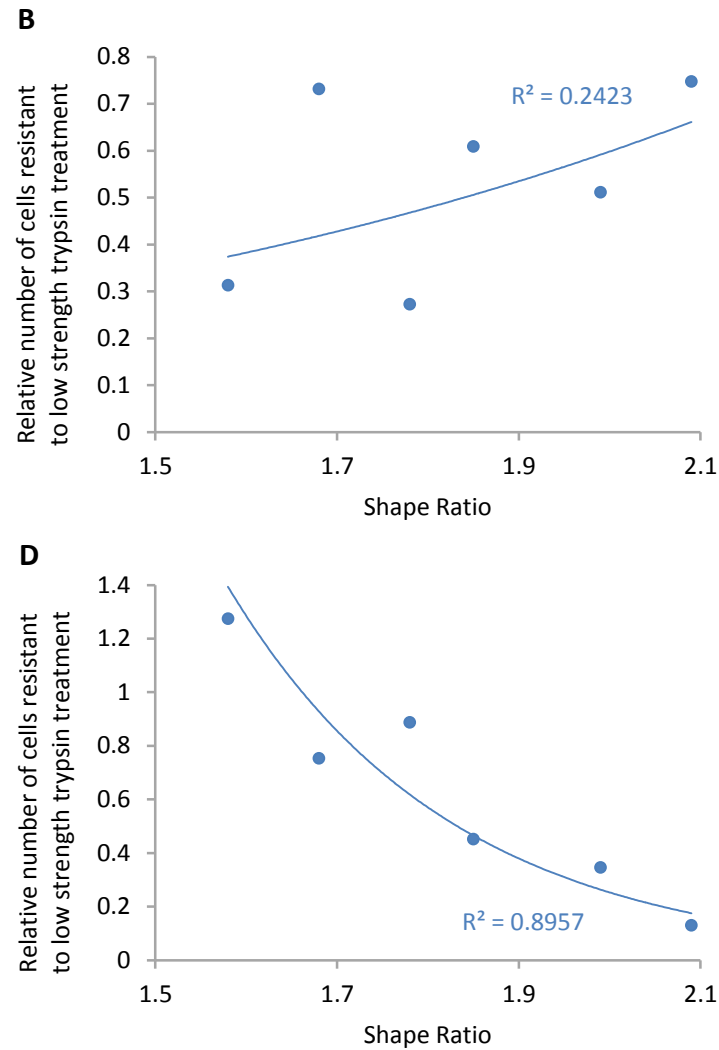 B
Relative number of cells resistant
to low strength trypsin treatment
0.8
0.7
0.6
0.5
0.4
0.3
0.2
0.1
0
R² = 0.2423
1.5 1.7 1.9 2.1
Shape Ratio
D
Relative number of cells resistant
to low strength trypsin treatment
1.4
1.2
1
0.8
0.6
0.4
0.2
0
R² = 0.8957
1.5 1.7 1.9 2.1
Shape Ratio